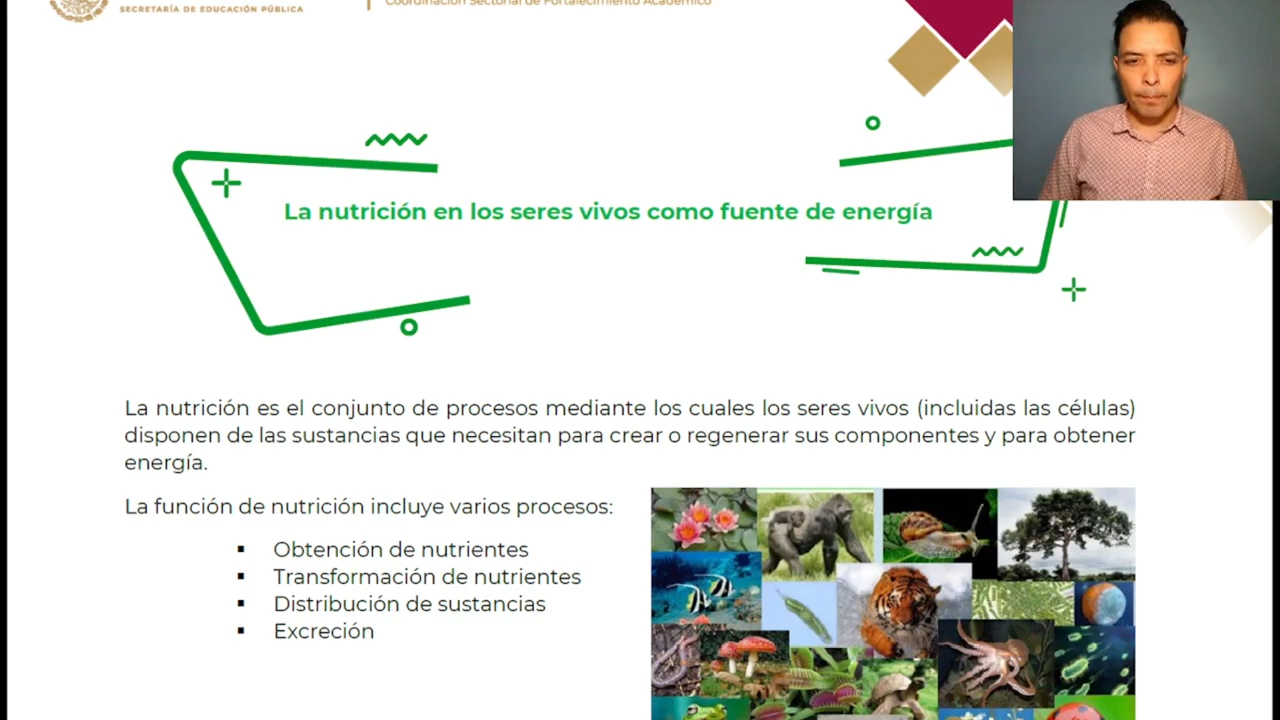 SECRETARÍA DE EDUCACIÓN PÚBLICA
Coordinación Sectorial de Fortalecimiento Académico
La nutrición en los seres vivos como fuente de energía
La nutrición es el conjunto de procesos mediante los cuales los seres vivos (incluidas las células)
disponen de las sustancias que necesitan para crear o regenerar sus componentes y para obtener
energía.
La función de nutrición incluye varios procesos:
▪ Obtención de nutrientes
▪ Transformación de nutrientes
▪ Distribución de sustancias
▪ Excreción